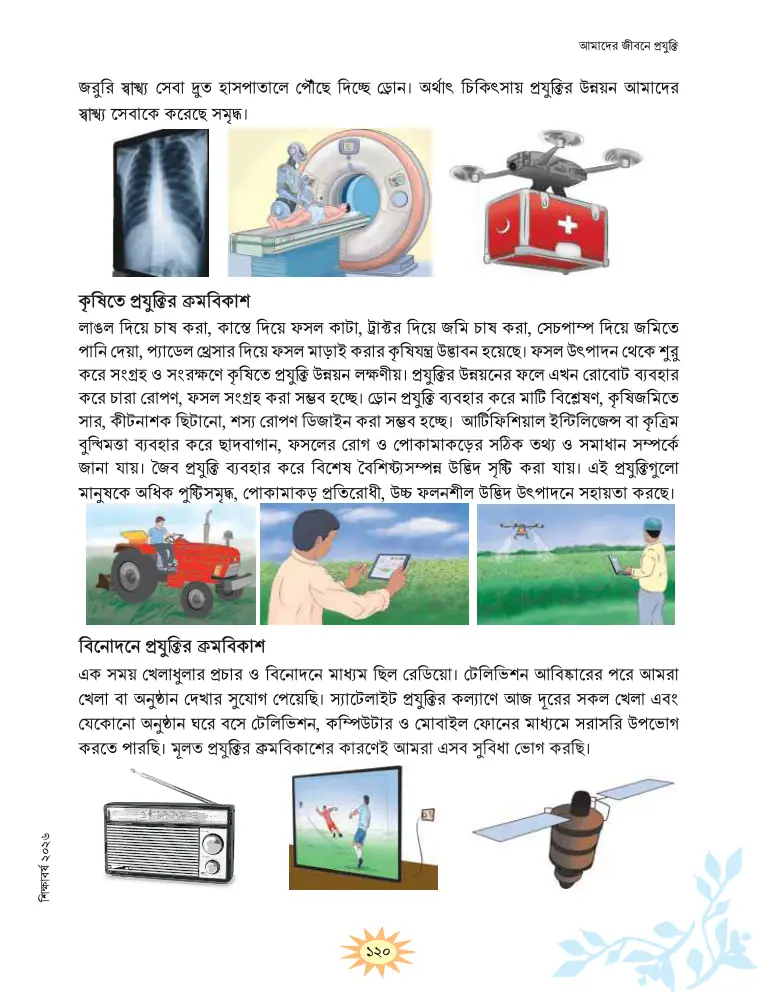 আমাদের জীবনে প্রযুক্তি
জরুরি স্বাস্থ্য সেবা দ্রুত হাসপাতালে পৌঁছে দিচ্ছে ড্রোন। অর্থাৎ চিকিৎসায় প্রযুক্তির উন্নয়ন আমাদের
স্বাস্থ্য সেবাকে করেছে সমৃদ্ধ।
কৃষিতে প্রযুক্তির ক্রমবিকাশ
লাঙল দিয়ে চাষ করা, কাস্তে দিয়ে ফসল কাটা, ট্রাক্টর দিয়ে জমি চাষ করা, সেচপাম্প দিয়ে জমিতে
পানি দেয়া, প্যাডেল থ্রেসার দিয়ে ফসল মাড়াই করার কৃষিযন্ত্র উদ্ভাবন হয়েছে। ফসল উৎপাদন থেকে শুরু
করে সংগ্রহ ও সংরক্ষণে কৃষিতে প্রযুক্তি উন্নয়ন লক্ষণীয়। প্রযুক্তির উন্নয়নের ফলে এখন রোবোট ব্যবহার
করে চারা রোপণ, ফসল সংগ্রহ করা সম্ভব হচ্ছে। ড্রোন প্রযুক্তি ব্যবহার করে মাটি বিশ্লেষণ, কৃষিজমিতে
সার, কীটনাশক ছিটানো, শস্য রোপণ ডিজাইন করা সম্ভব হচ্ছে। আর্টিফিশিয়াল ইন্টিলিজেন্স বা কৃত্রিম
বুদ্ধিমত্তা ব্যবহার করে ছাদবাগান, ফসলের রোগ ও পোকামাকড়ের সঠিক তথ্য ও সমাধান সম্পর্কে
জানা যায়। জৈব প্রযুক্তি ব্যবহার করে বিশেষ বৈশিষ্ট্যসম্পন্ন উদ্ভিদ সৃষ্টি করা যায়। এই প্রযুক্তিগুলো
মানুষকে অধিক পুষ্টিসমৃদ্ধ, পোকামাকড় প্রতিরোধী, উচ্চ ফলনশীল উদ্ভিদ উৎপাদনে সহায়তা করছে।
বিনোদনে প্রযুক্তির ক্রমবিকাশ
এক সময় খেলাধুলার প্রচার ও বিনোদনে মাধ্যম ছিল রেডিয়ো। টেলিভিশন আবিষ্কারের পরে আমরা
খেলা বা অনুষ্ঠান দেখার সুযোগ পেয়েছি। স্যাটেলাইট প্রযুক্তির কল্যাণে আজ দূরের সকল খেলা এবং
যেকোনো অনুষ্ঠান ঘরে বসে টেলিভিশন, কম্পিউটার ও মোবাইল ফোনের মাধ্যমে সরাসরি উপভোগ
করতে পারছি। মূলত প্রযুক্তির ক্রমবিকাশের কারণেই আমরা এসব সুবিধা ভোগ করছি।
শিক্ষাবর্ষ ২০২৬
১২০